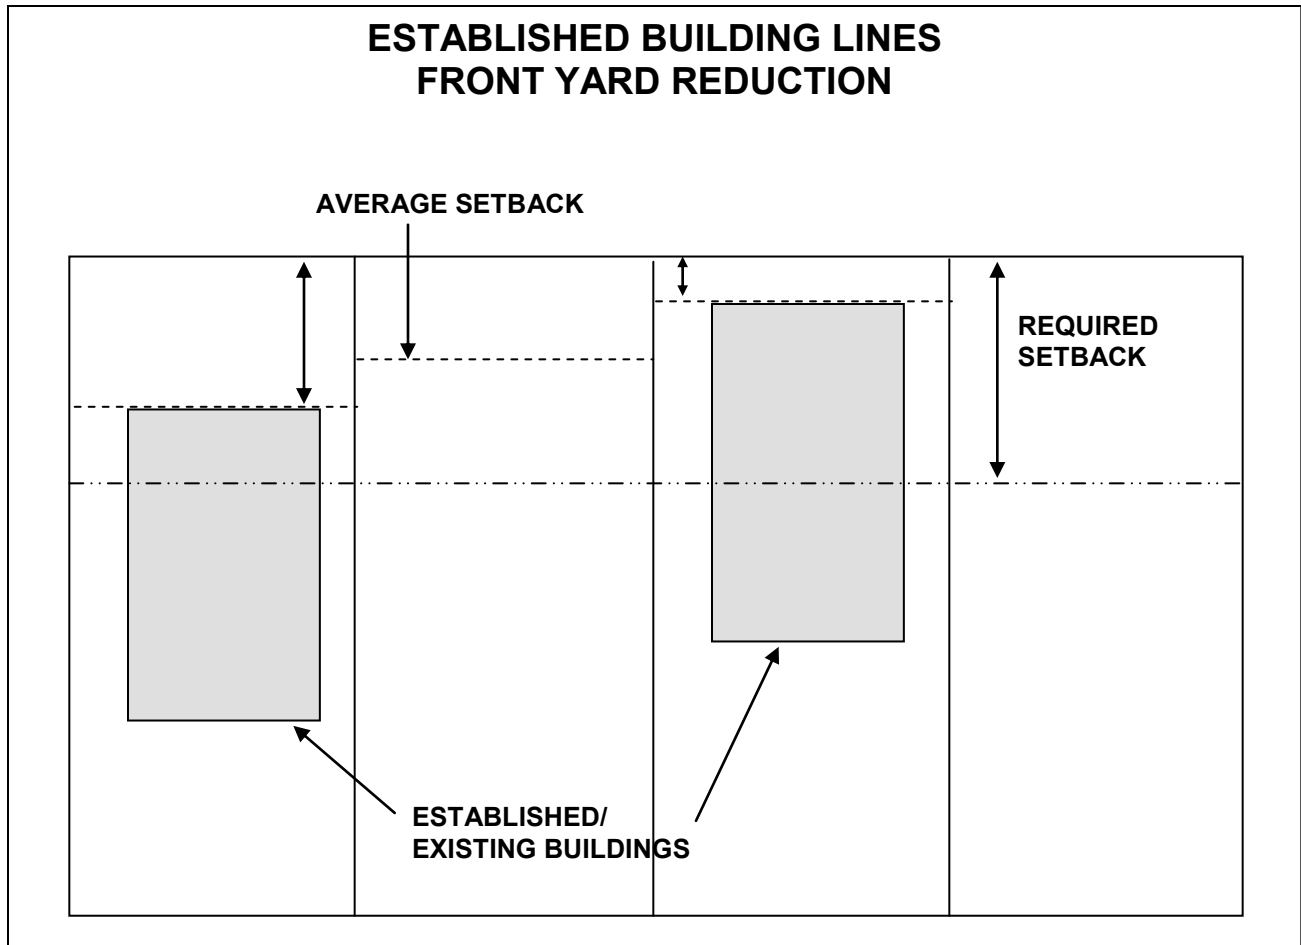 ESTABLISHED BUILDING LINES
FRONT YARD REDUCTION
AVERAGE SETBACK
REQUIRED
SETBACK
ESTABLISHED/
EXISTING BUILDINGS